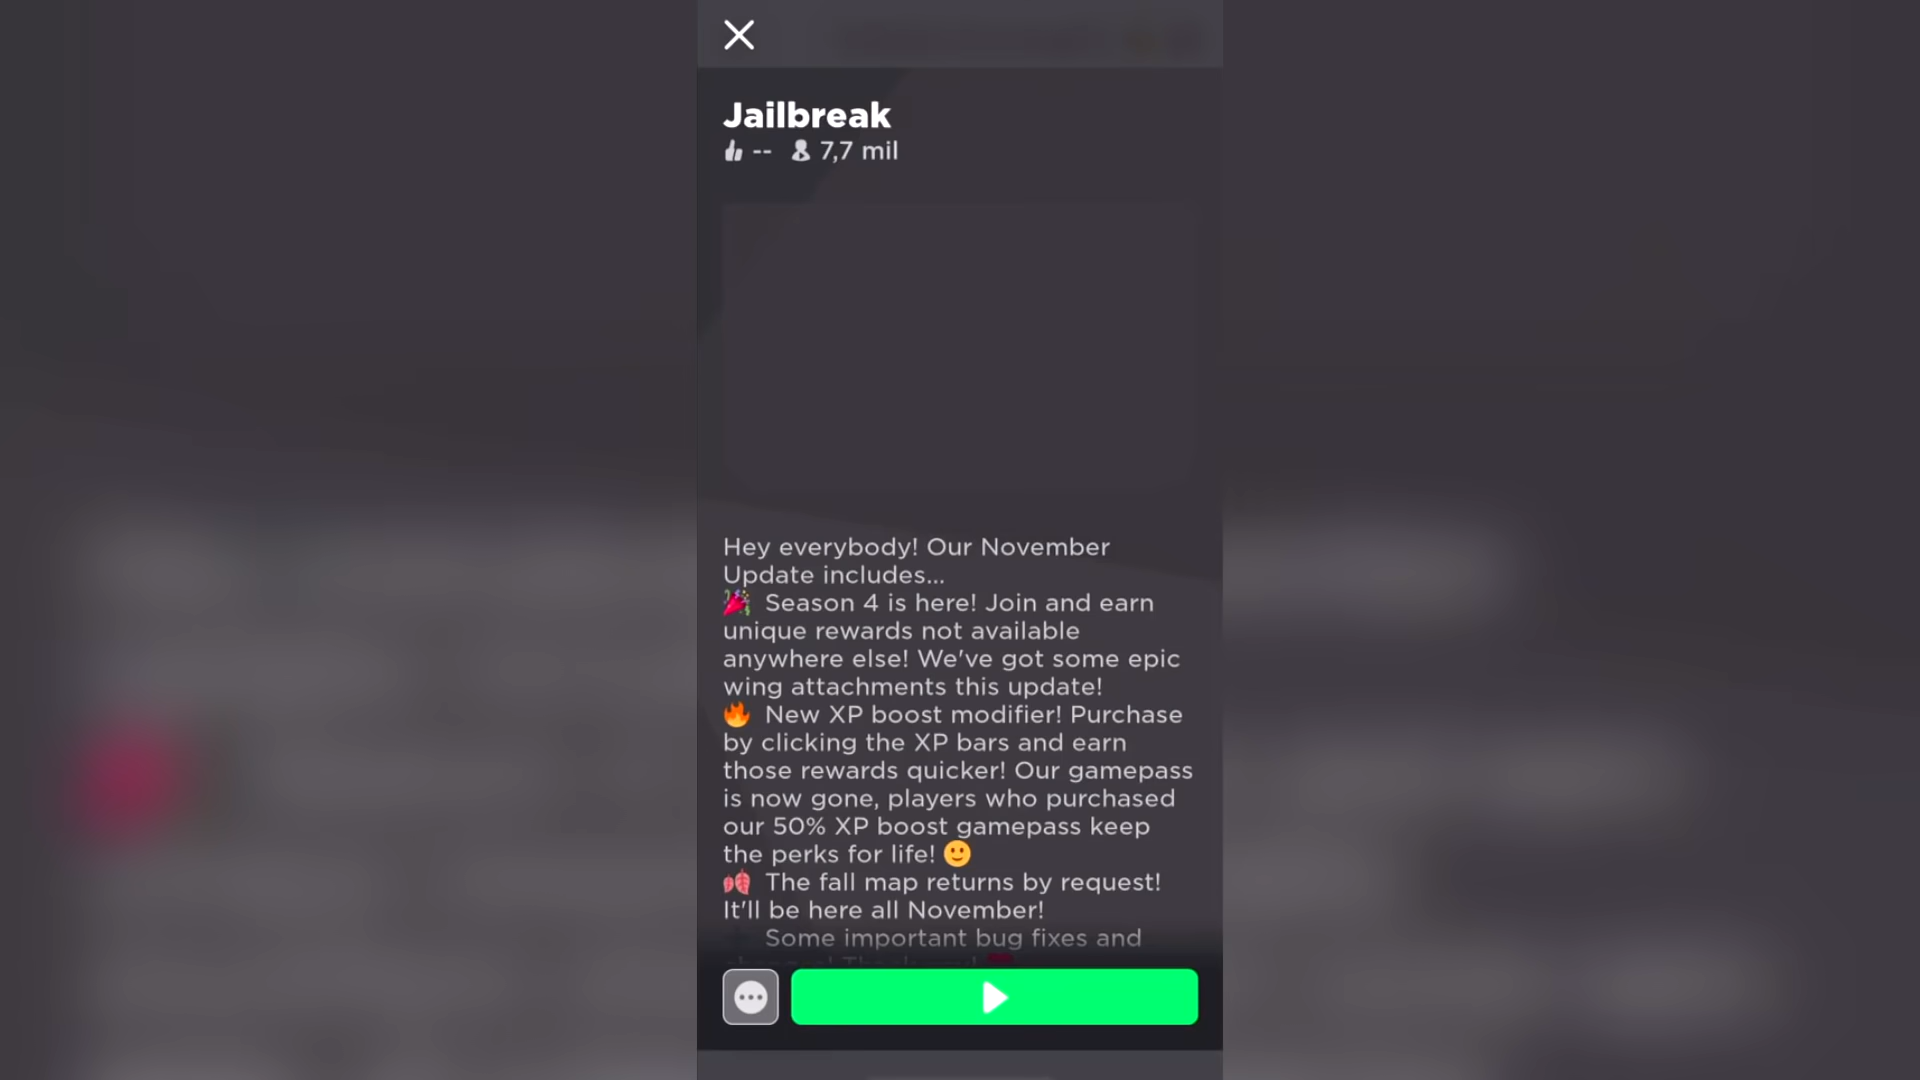 Jailbreak
-- 7,7 mil
Hey everybody! Our November
Update includes...
🎉 Season 4 is here! Join and earn
unique rewards not available
anywhere else! We've got some epic
wing attachments this update!
🔥 New XP boost modifier! Purchase
by clicking the XP bars and earn
those rewards quicker! Our gamepass
is now gone, players who purchased
our 50% XP boost gamepass keep
the perks for life! 🙂
🍂 The fall map returns by request!
It'll be here all November!
Some important bug fixes and